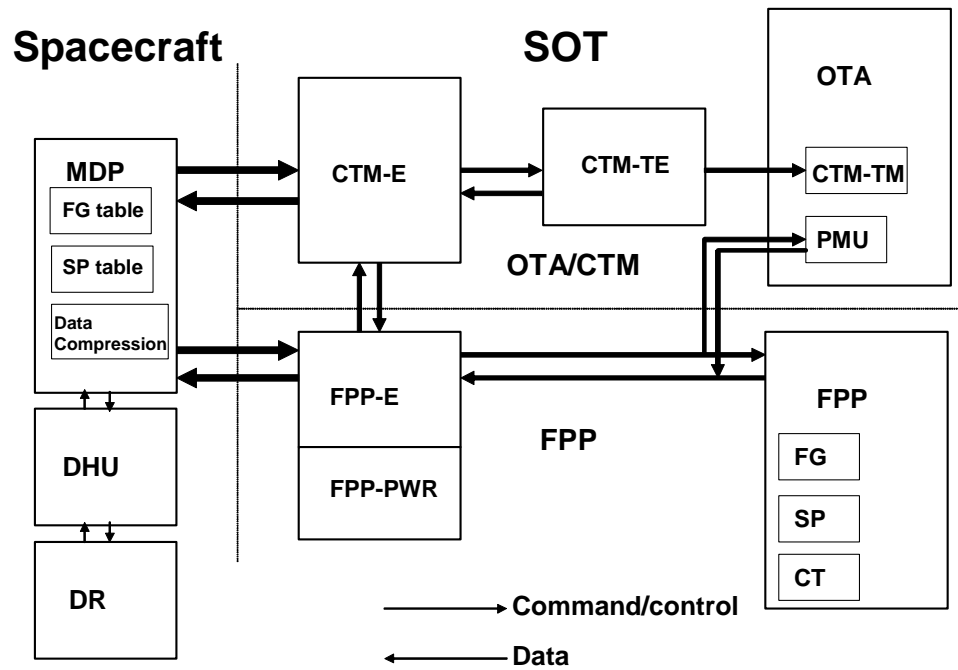 Spacecraft
SOT
OTA
CTM-TM
PMU
CTM-E
CTM-TE
OTA/CTM
MDP
FG table
SP table
Data
Compression
DHU
DR
FPP-E
FPP-PWR
FPP
FPP
FG
SP
CT
Command/control
Data